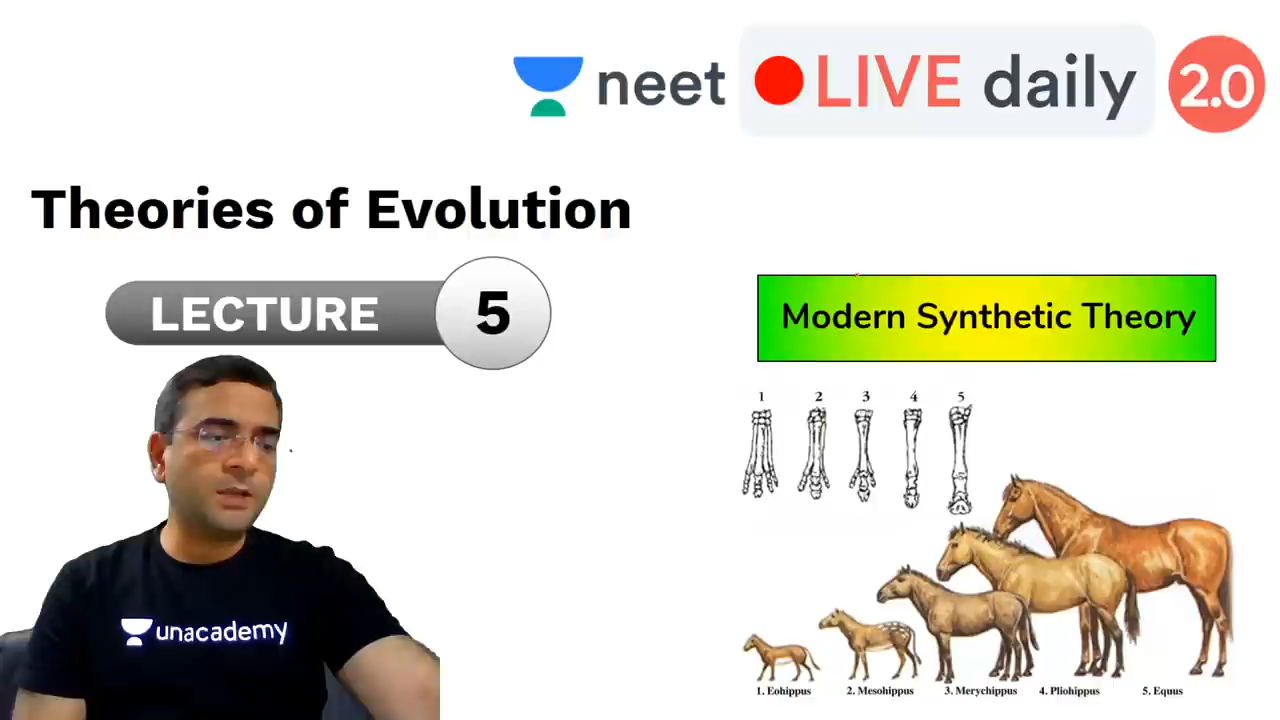 neet LIVE daily 2.0
Theories of Evolution
LECTURE 5
Modern Synthetic Theory
1 2 3 4 5
unacademy
1. Eohippus 2. Mesohippus 3. Merychippus 4. Pliohippus 5. Equus